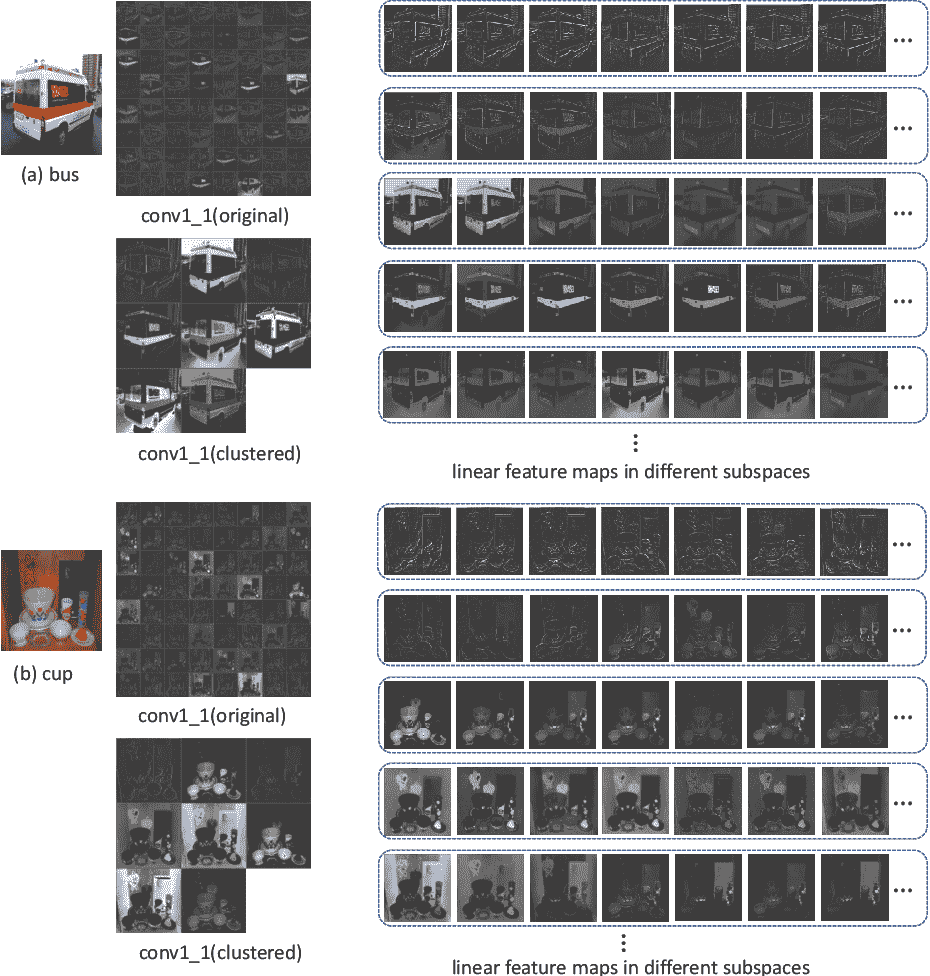 (a) bus
conv1_1(original)
conv1_1(clustered)
linear feature maps in different subspaces
(b) cup
conv1_1(original)
conv1_1(clustered)
linear feature maps in different subspaces